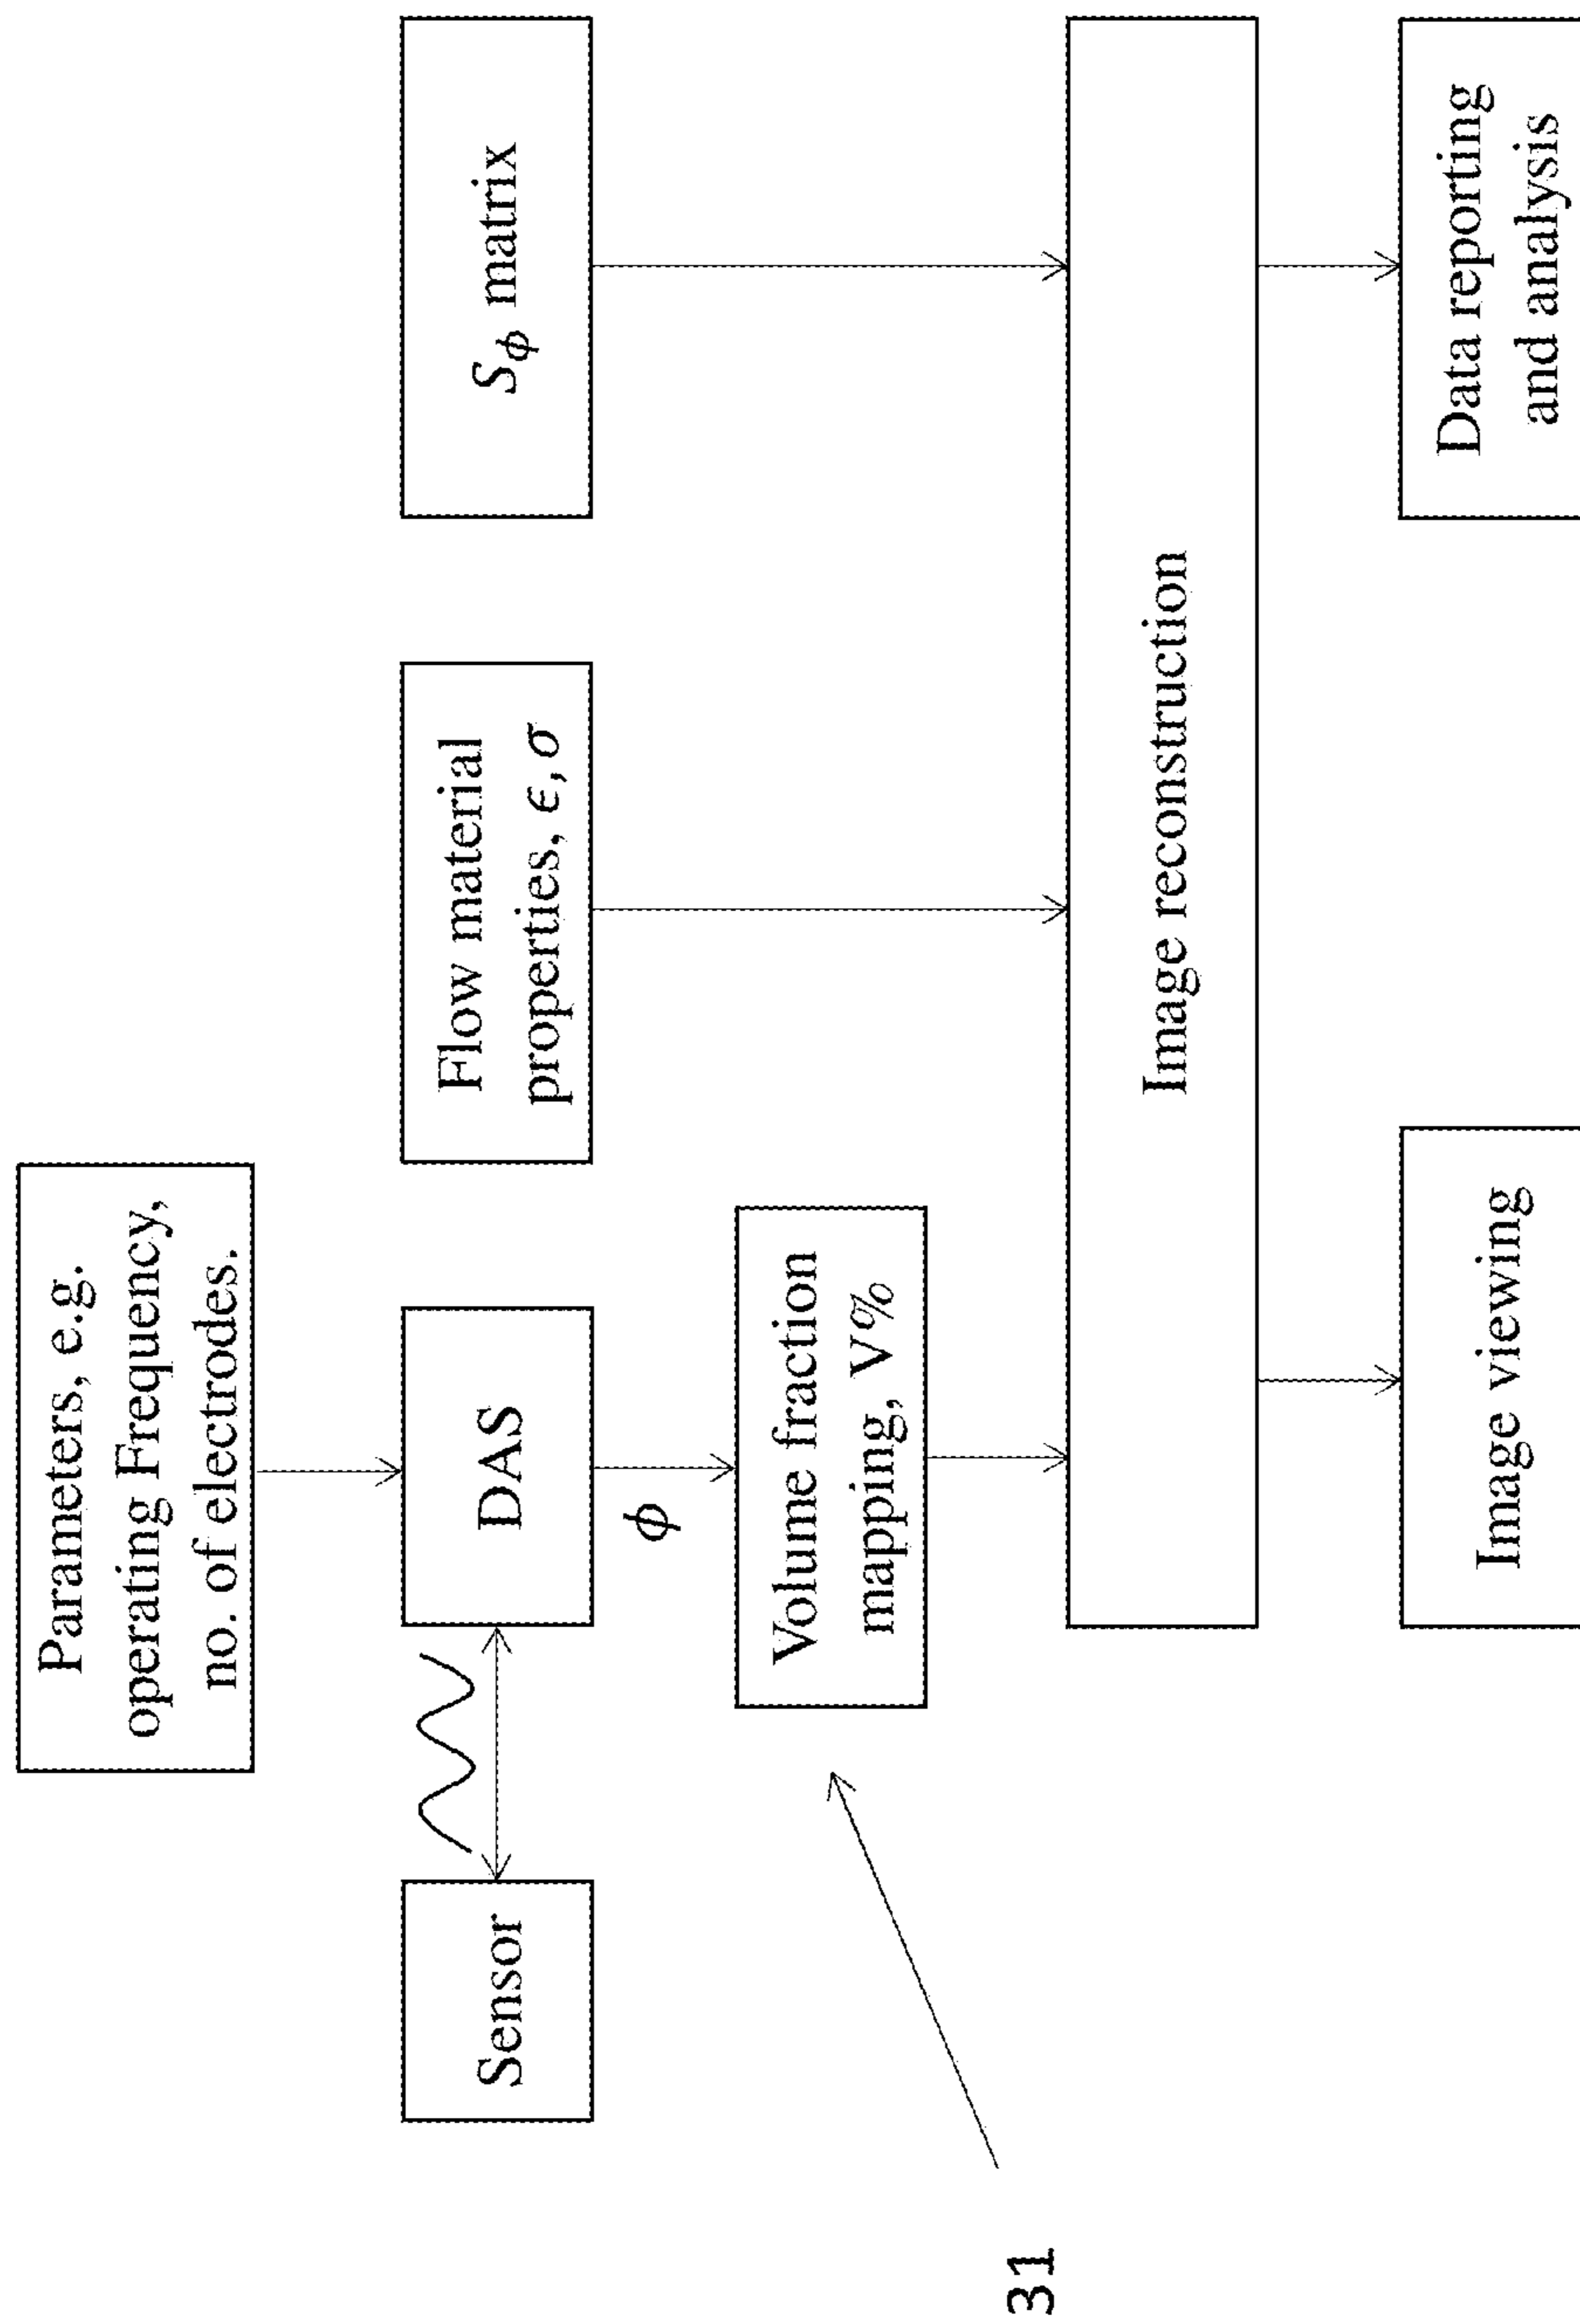 Parameters, e.g.
operating Frequency,
no. of electrodes.
Sensor
DAS
Flow material
properties, ϵ, σ
S_ϕ matrix
ϕ
Volume fraction
mapping, V%
31
Image reconstruction
Image viewing
Data reporting
and analysis